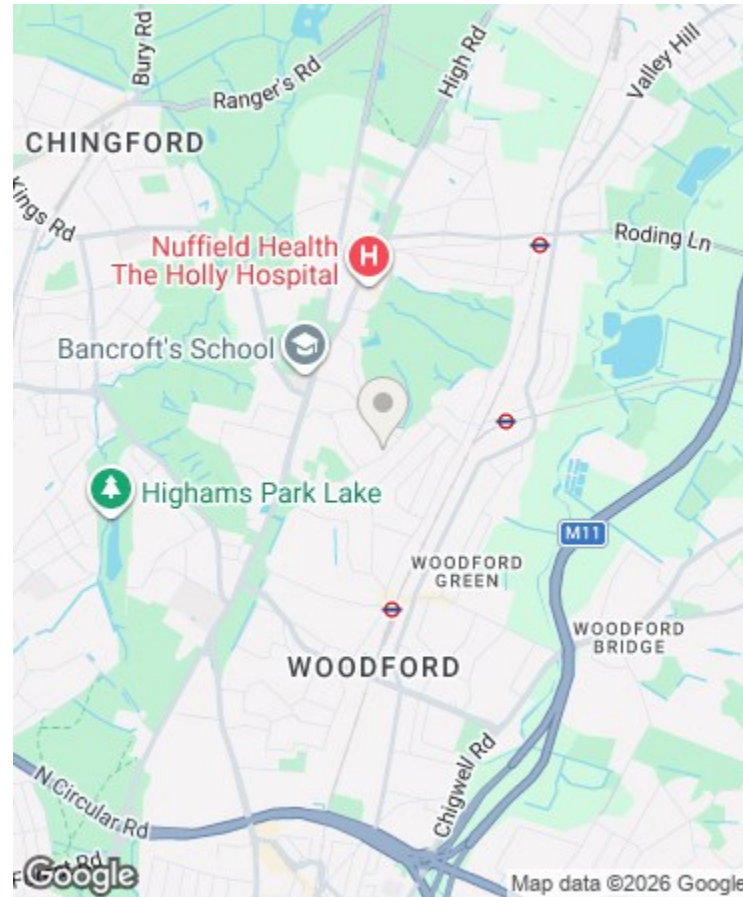 Bury Rd
Ranger's Rd
High Rd
Valley Hill
CHINGFORD
Kings Rd
Nuffield Health
The Holly Hospital
H
Roding Ln
Bancroft's School
Highams Park Lake
M11
WOODFORD
GREEN
WOODFORD
BRIDGE
WOODFORD
Chigwell Rd
N Circular Rd
Rd
Google
Map data ©2026 Google